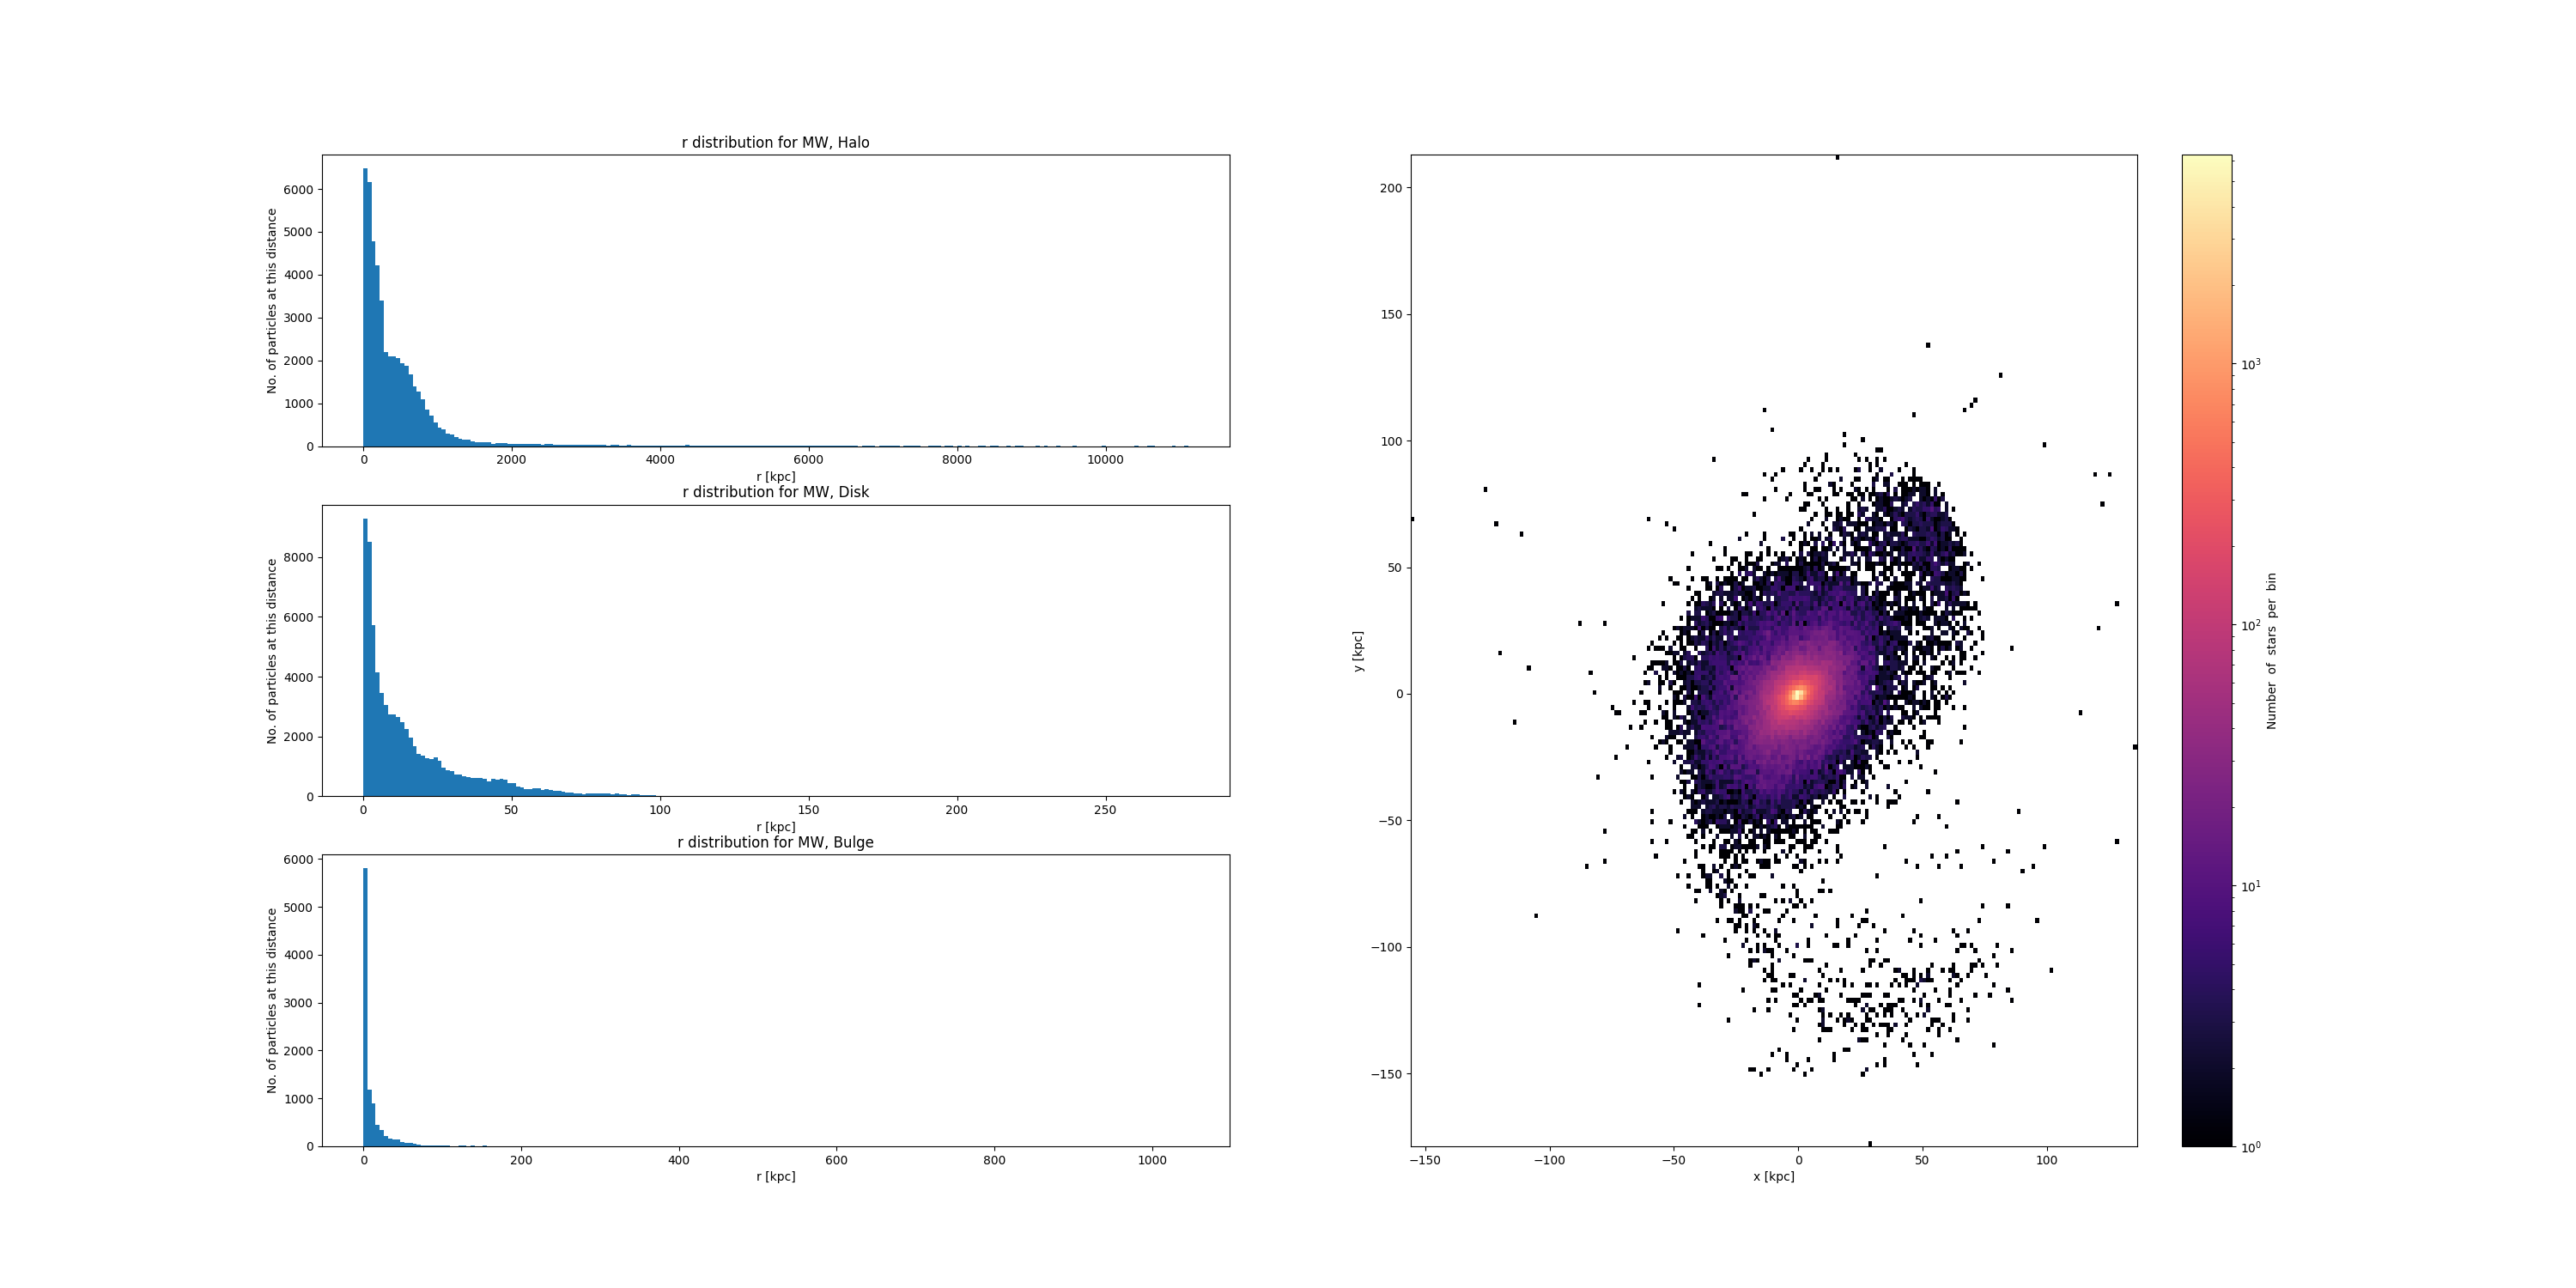 r distribution for MW, Halo
No. of particles at this distance
6000
5000
4000
3000
2000
1000
0
0 2000 4000 6000 8000 10000
r [kpc]
r distribution for MW, Disk
No. of particles at this distance
8000
6000
4000
2000
0
0 50 100 150 200 250
r [kpc]
r distribution for MW, Bulge
No. of particles at this distance
6000
5000
4000
3000
2000
1000
0
0 200 400 600 800 1000
r [kpc]
y [kpc]
200
150
100
50
0
−50
−100
−150
−150 −100 −50 0 50 100
x [kpc]
10³
10²
10¹
10⁰
Number of stars per bin